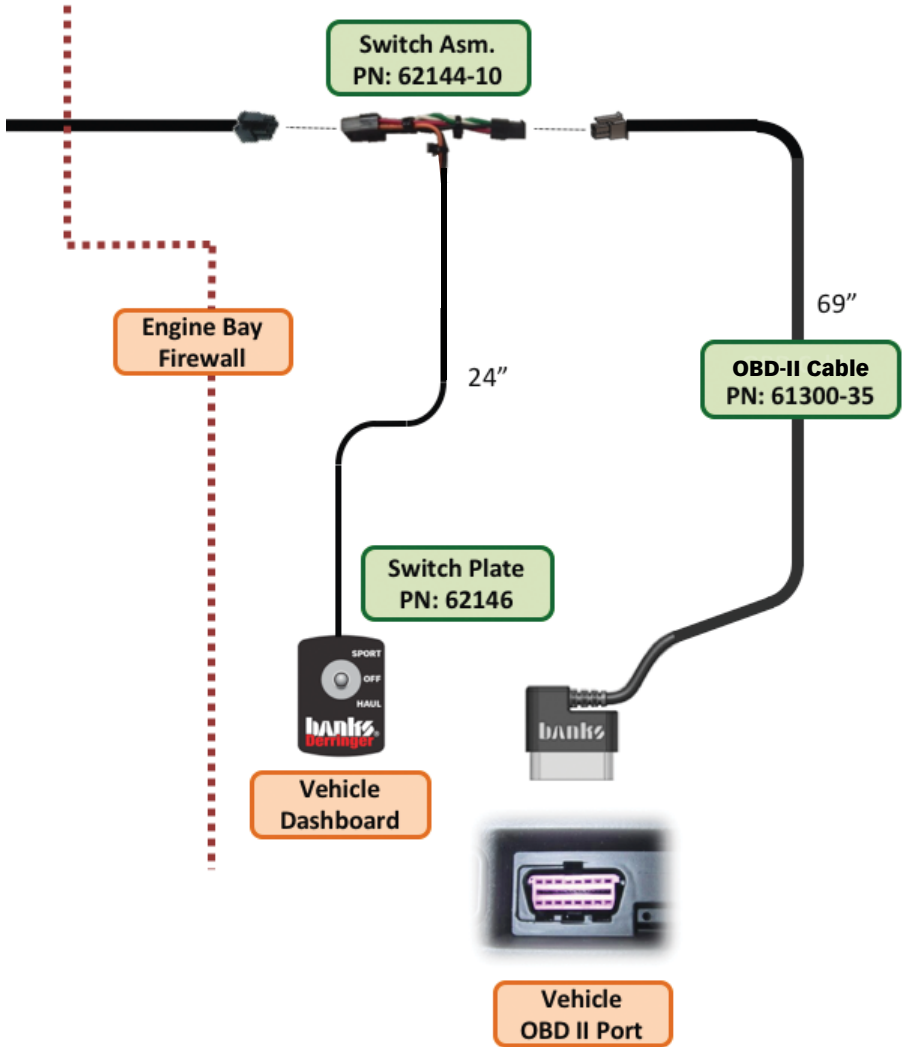 Switch Asm.
PN: 62144-10
Engine Bay
Firewall
69”
OBD-II Cable
PN: 61300-35
24”
Switch Plate
PN: 62146
SPORT
OFF
HAUL
banks®
Derringer
banks
Vehicle
Dashboard
Vehicle
OBD II Port